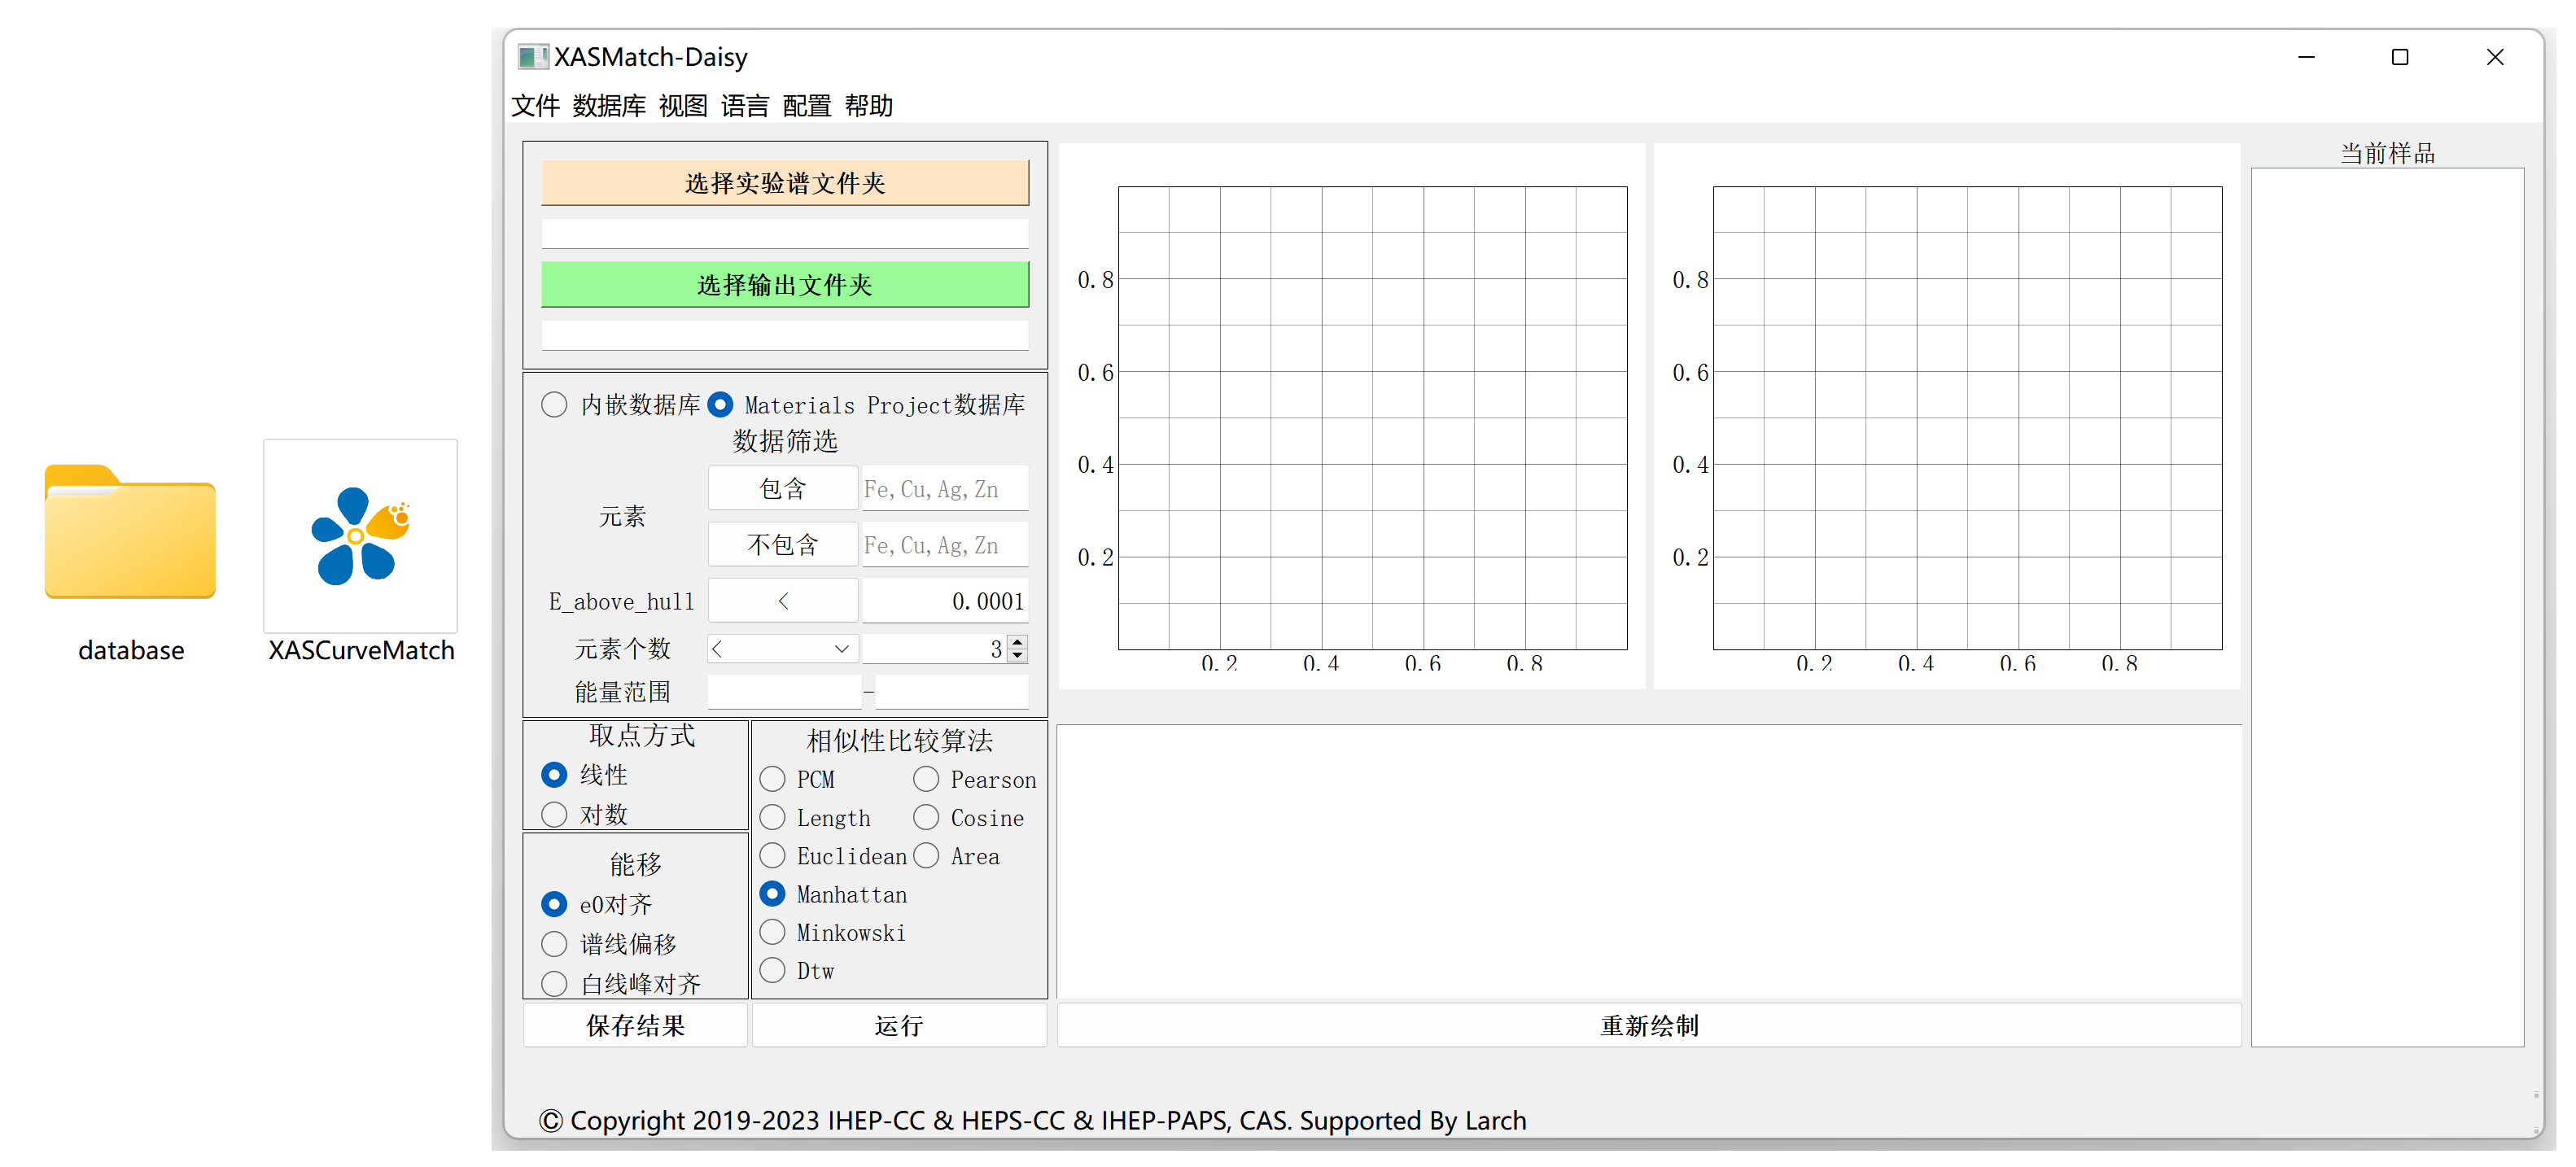 database
XASCurveMatch
XASMatch-Daisy
文件 数据库 视图 语言 配置 帮助
选择实验谱文件夹
选择输出文件夹
内嵌数据库 Materials Project数据库
数据筛选
元素
包含 Fe,Cu,Ag,Zn
不包含 Fe,Cu,Ag,Zn
E_above_hull < 0.0001
元素个数 < 3
能量范围 -
取点方式
线性
对数
能移
e0对齐
谱线偏移
白线峰对齐
相似性比较算法
PCM Pearson
Length Cosine
Euclidean Area
Manhattan
Minkowski
Dtw
保存结果 运行
0.8
0.6
0.4
0.2
0.2 0.4 0.6 0.8
0.8
0.6
0.4
0.2
0.2 0.4 0.6 0.8
重新绘制
当前样品
© Copyright 2019-2023 IHEP-CC & HEPS-CC & IHEP-PAPS, CAS. Supported By Larch